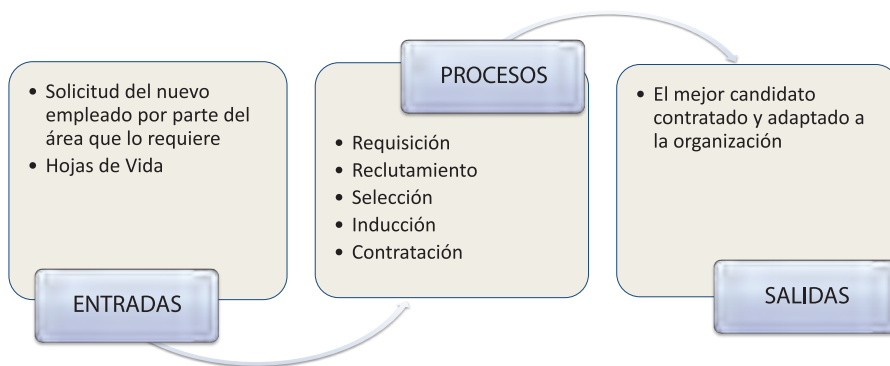 • Solicitud del nuevo
empleado por parte del
área que lo requiere
• Hojas de Vida
ENTRADAS
PROCESOS
• Requisición
• Reclutamiento
• Selección
• Inducción
• Contratación
• El mejor candidato
contratado y adaptado a
la organización
SALIDAS